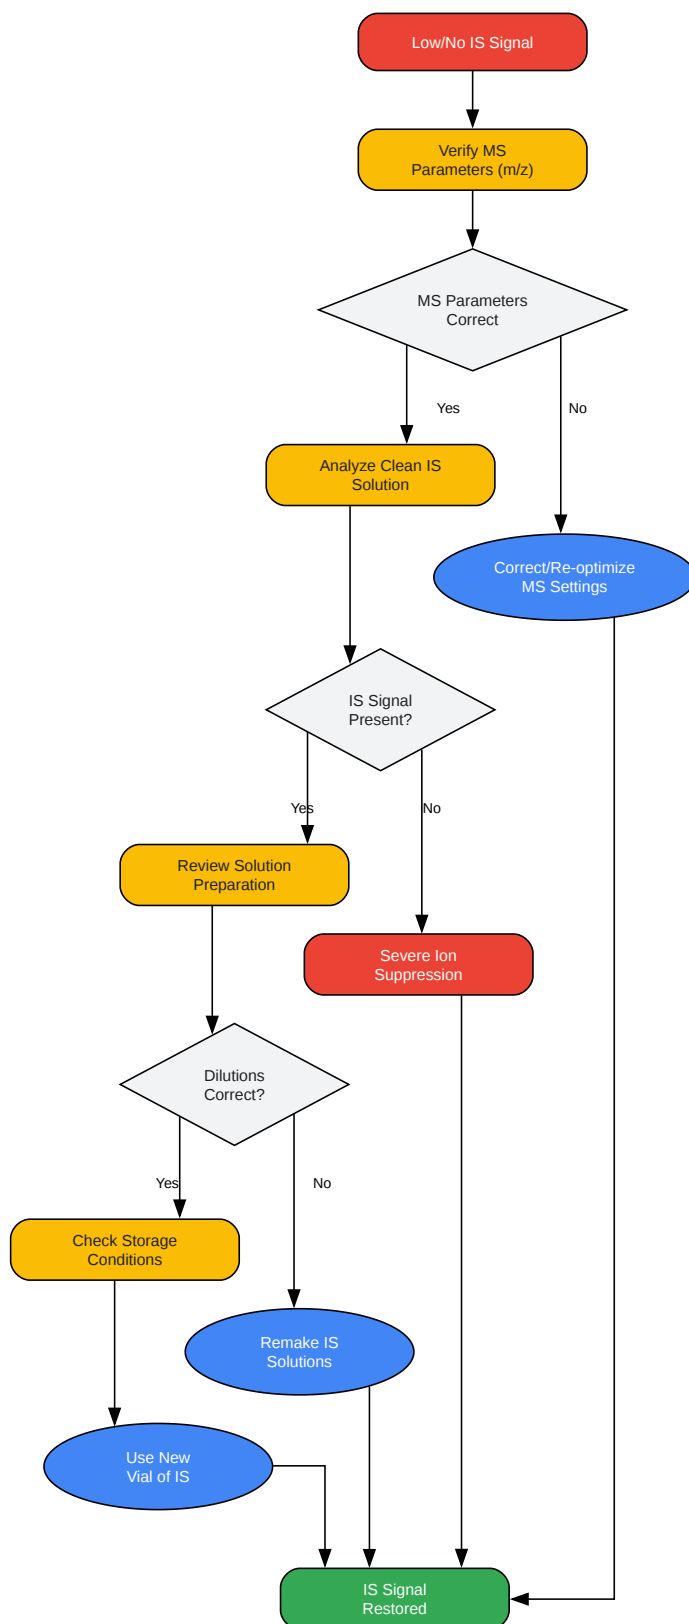 Low/No IS Signal
Verify MS
Parameters (m/z)
MS Parameters
Correct
Yes
No
Analyze Clean IS
Solution
Correct/Re-optimize
MS Settings
IS Signal
Present?
Yes
No
Review Solution
Preparation
Severe Ion
Suppression
Dilutions
Correct?
Yes
No
Check Storage
Conditions
Remake IS
Solutions
Use New
Vial of IS
IS Signal
Restored